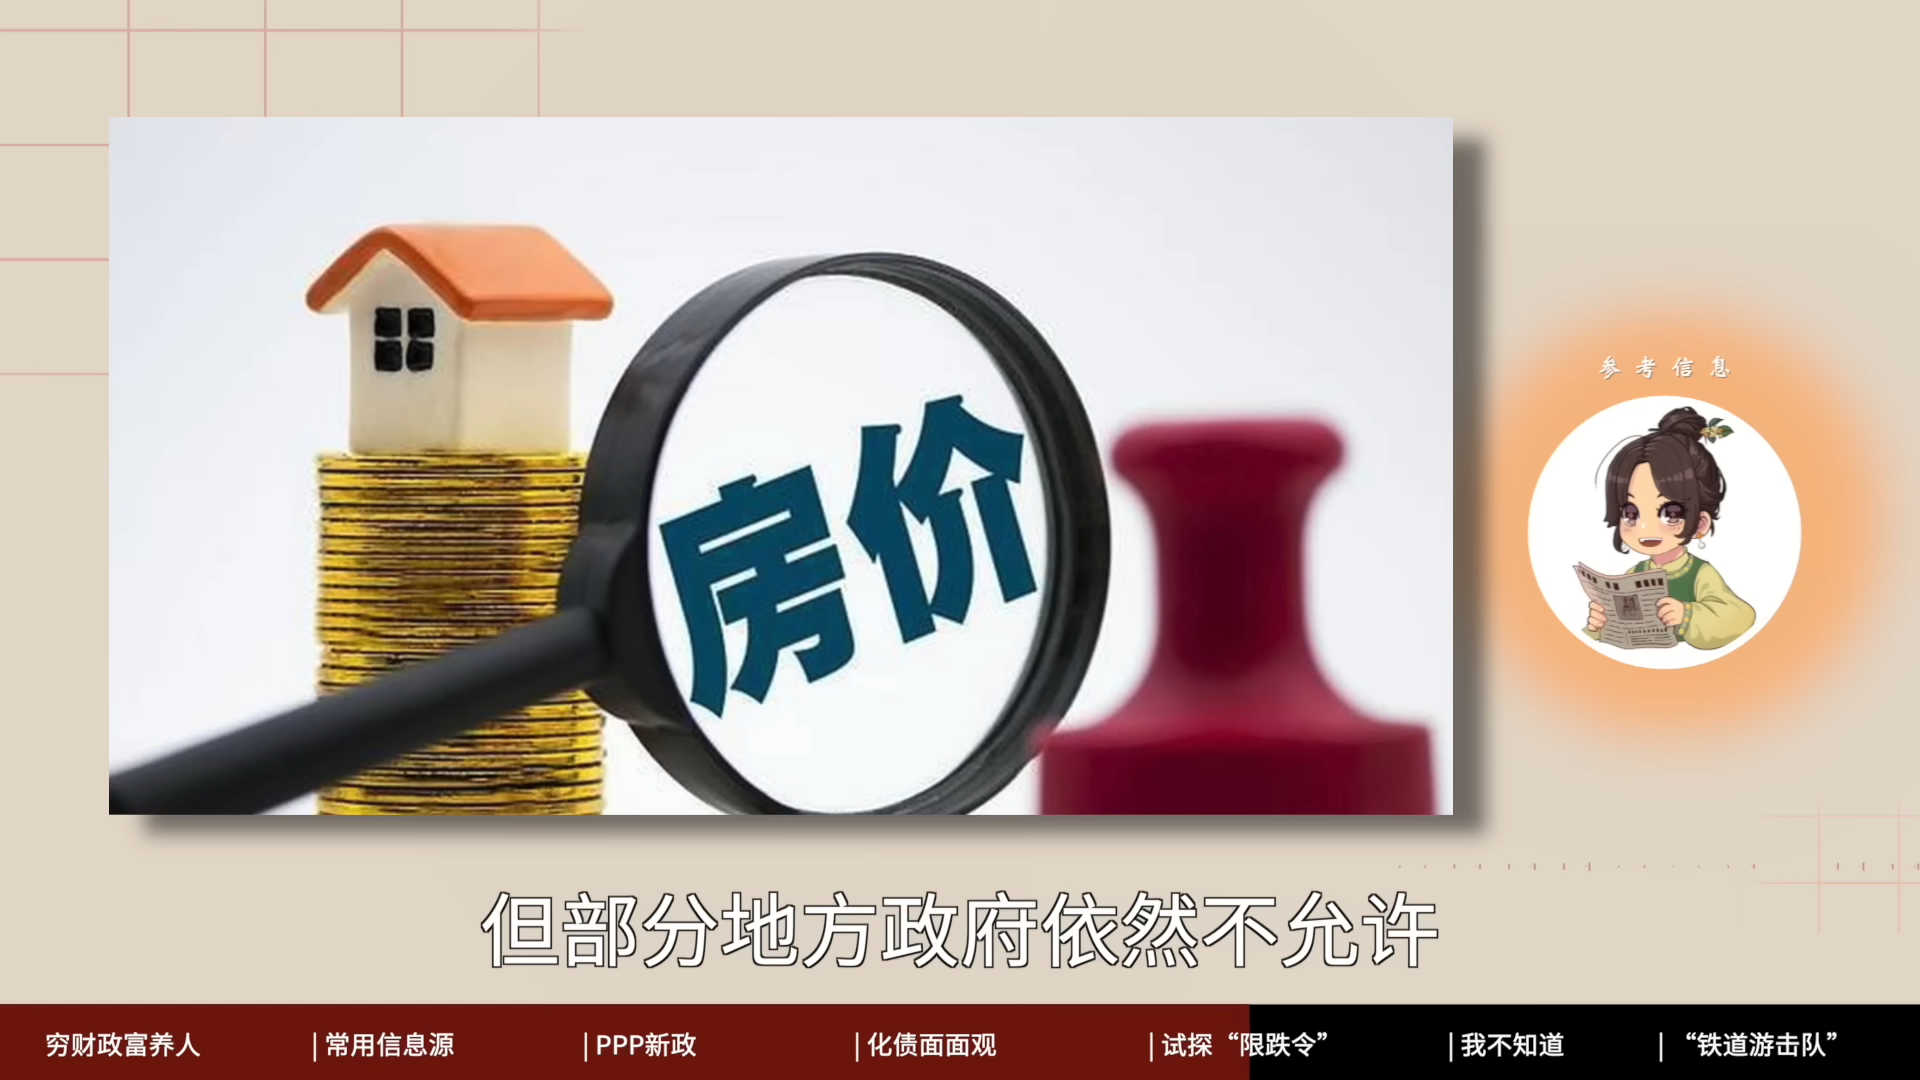 房价
参考信息
但部分地方政府依然不允许
穷财政富养人 | 常用信息源 | PPP新政 | 化债面面观 | 试探“限跌令” | 我不知道 | “铁道游击队”